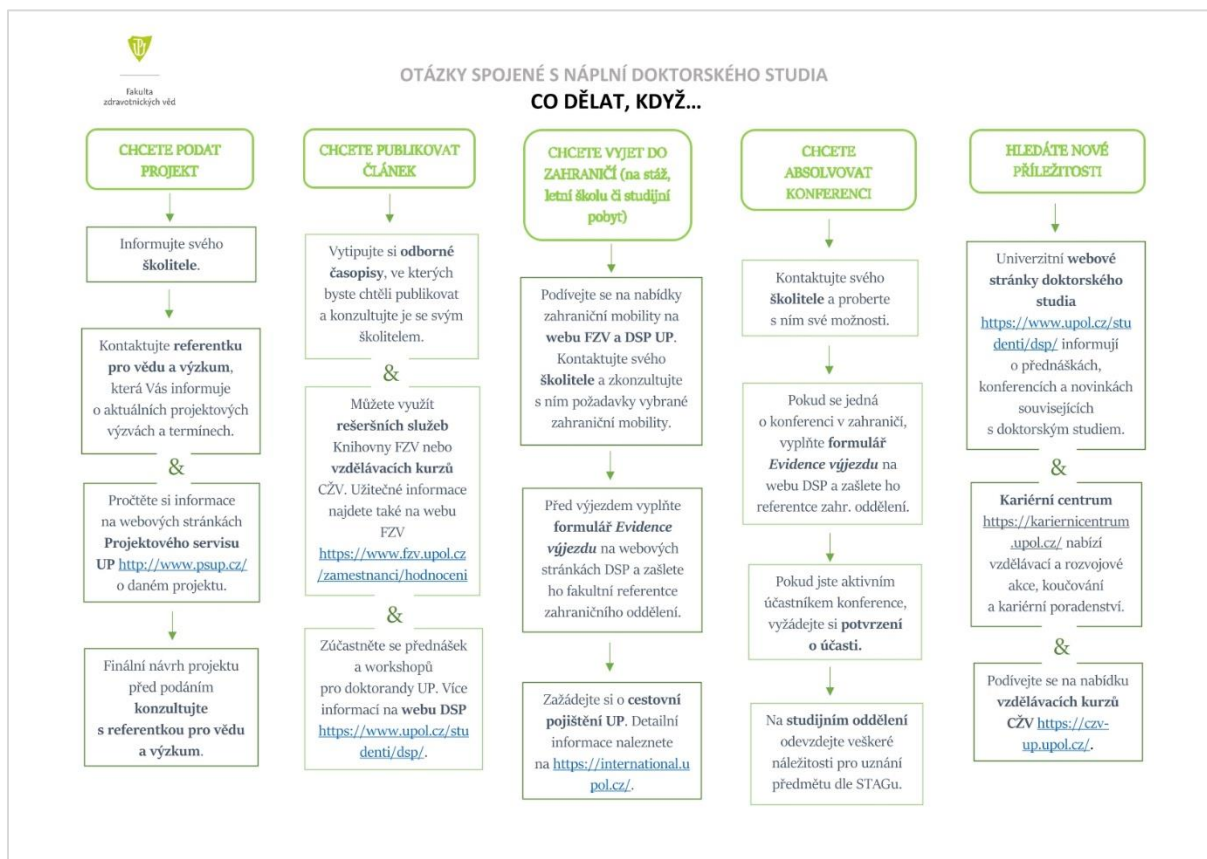 Fakulta
zdravotnických věd
OTÁZKY SPOJENÉ S NÁPLNÍ DOKTORSKÉHO STUDIA
CO DĚLAT, KDYŽ...
CHCETE PODAT
PROJEKT
Informujte svého
školitele.
Kontaktujte referentku
pro vědu a výzkum,
která Vás informuje
o aktuálních projektových
výzvách a termínech.
&
Pročtěte si informace
na webových stránkách
Projektového servisu
UP http://www.psup.cz/
o daném projektu.
Finální návrh projektu
před podáním
konzultujte
s referentkou pro vědu
a výzkum.
CHCETE PUBLIKOVAT
ČLÁNEK
Vytipujte si odborné
časopisy, ve kterých
byste chtěli publikovat
a konzultujte je se svým
školitelem.
&
Můžete využít
rešeršních služeb
Knihovny FZV nebo
vzdělávacích kurzů
CŽV. Užitečné informace
najdete také na webu
FZV
https://www.fzv.upol.cz
/zamestnanci/hodnoceni
&
Zúčastněte se přednášek
a workshopů
pro doktorandy UP. Více
informací na webu DSP
https://www.upol.cz/stu
denti/dsp/.
CHCETE VYJET DO
ZAHRANIČÍ (na stáž,
letní školu či studijní
pobyt)
Podívejte se na nabídky
zahraniční mobility na
webu FZV a DSP UP.
Kontaktujte svého
školitele a zkonzultujte
s ním požadavky vybrané
zahraniční mobility.
Před výjezdem vyplňte
formulář Evidence
výjezdu na webových
stránkách DSP a zašlete
ho fakultní referentce
zahraničního oddělení.
Zažádejte si o cestovní
pojištění UP. Detailní
informace naleznete
na https://international.u
pol.cz/.
CHCETE
ABSOLVOVAT
KONFERENCI
Kontaktujte svého
školitele a proberte
s ním své možnosti.
Pokud se jedná
o konferenci v zahraničí,
vyplňte formulář
Evidence výjezdu na
webu DSP a zašlete ho
referentce zahr. oddělení.
Pokud jste aktivním
účastníkem konference,
vyžádejte si potvrzení
o účasti.
Na studijním oddělení
odevzdejte veškeré
náležitosti pro uznání
předmětu dle STAGu.
HLEDÁTE NOVÉ
PŘÍLEŽITOSTI
Univerzitní webové
stránky doktorského
studia
https://www.upol.cz/stu
denti/dsp/ informují
o přednáškách,
konferencích a novinkách
souvisejících
s doktorským studiem.
&
Kariérní centrum
https://kariernicentrum
.upol.cz/ nabízí
vzdělávací a rozvojové
akce, koučování
a kariérní poradenství.
&
Podívejte se na nabídku
vzdělávacích kurzů
CŽV https://czv-
up.upol.cz/.